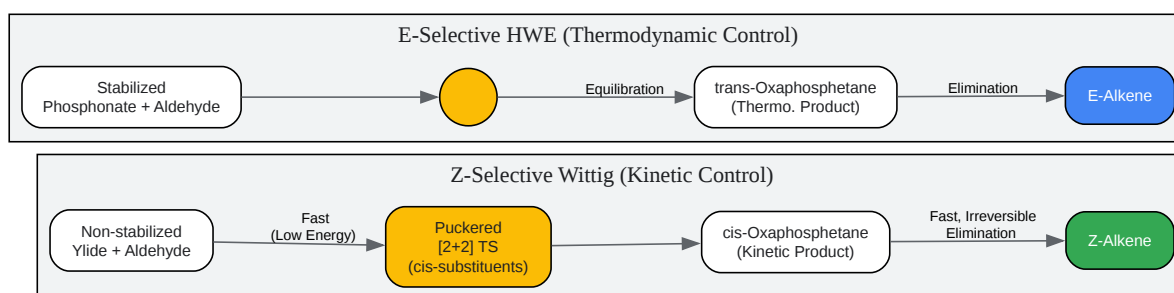 E-Selective HWE (Thermodynamic Control)
Stabilized
Phosphonate + Aldehyde
Equilibration
trans-Oxaphosphetane
(Thermo. Product)
Elimination
E-Alkene
Z-Selective Wittig (Kinetic Control)
Non-stabilized
Ylide + Aldehyde
Fast
(Low Energy)
Puckered
[2+2] TS
(cis-substituents)
cis-Oxaphosphetane
(Kinetic Product)
Fast, Irreversible
Elimination
Z-Alkene